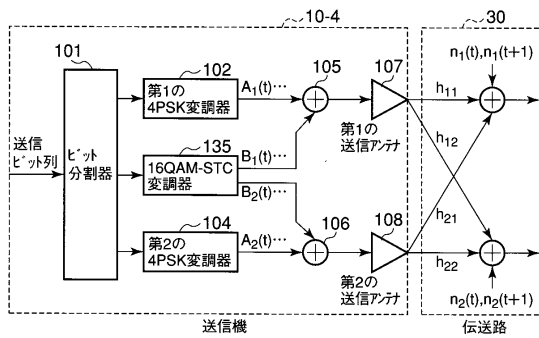 10-4
30
101
102
105
107
n1(t),n1(t+1)
第1の
4PSK変調器
A1(t)…
h11
135
第1の
送信アンテナ
h12
送信
ビット列
ビット
分割器
16QAM-STC
変調器
B1(t)…
B2(t)…
104
106
108
h21
第2の
4PSK変調器
A2(t)…
h22
第2の
送信アンテナ
n2(t),n2(t+1)
送信機
伝送路